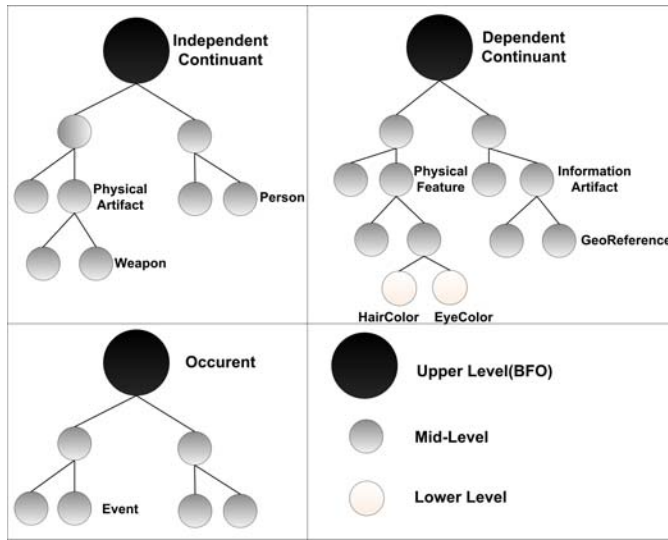 Independent
Continuant
Physical
Artifact
Person
Weapon
Dependent
Continuant
Physical
Feature
Information
Artifact
GeoReference
HairColor
EyeColor
Occurent
Event
Upper Level(BFO)
Mid-Level
Lower Level